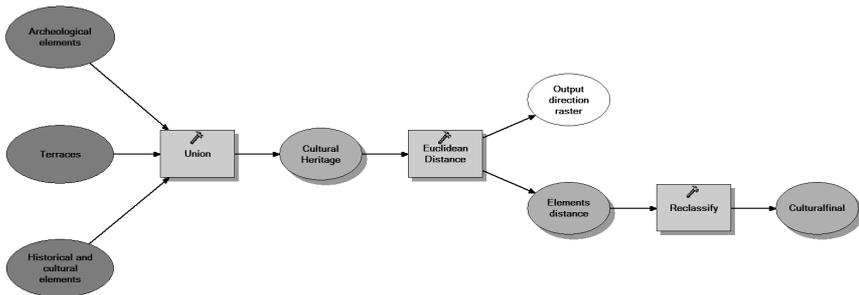 Archeological
elements
Terraces
Historical and
cultural
elements
Union
Cultural
Heritage
Euclidean
Distance
Output
direction
raster
Elements
distance
Reclassify
Culturalfinal